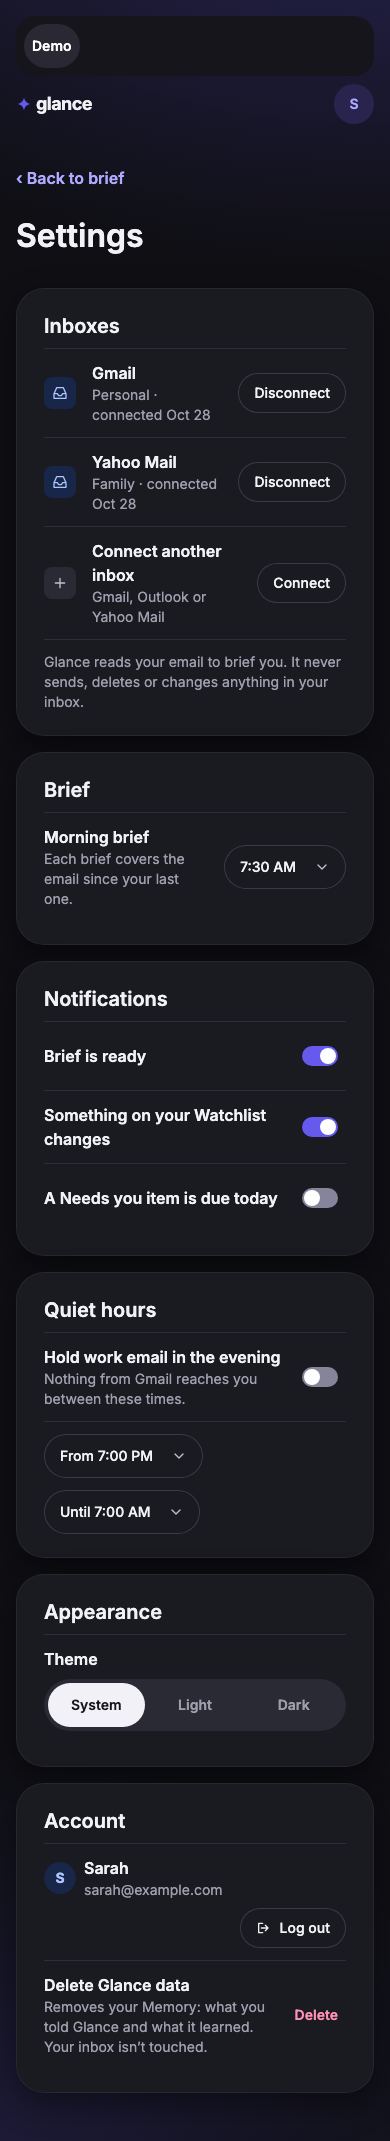 Demo
glance
S
‹ Back to brief
Settings
Inboxes
Gmail
Personal ·
connected Oct 28
Disconnect
Yahoo Mail
Family · connected
Oct 28
Disconnect
Connect another
inbox
Gmail, Outlook or
Yahoo Mail
Connect
Glance reads your email to brief you. It never
sends, deletes or changes anything in your
inbox.
Brief
Morning brief
Each brief covers the
email since your last
one.
7:30 AM
Notifications
Brief is ready
Something on your Watchlist
changes
A Needs you item is due today
Quiet hours
Hold work email in the evening
Nothing from Gmail reaches you
between these times.
From 7:00 PM
Until 7:00 AM
Appearance
Theme
System Light Dark
Account
S
Sarah
sarah@example.com
Log out
Delete Glance data
Removes your Memory: what you
told Glance and what it learned.
Your inbox isn’t touched.
Delete